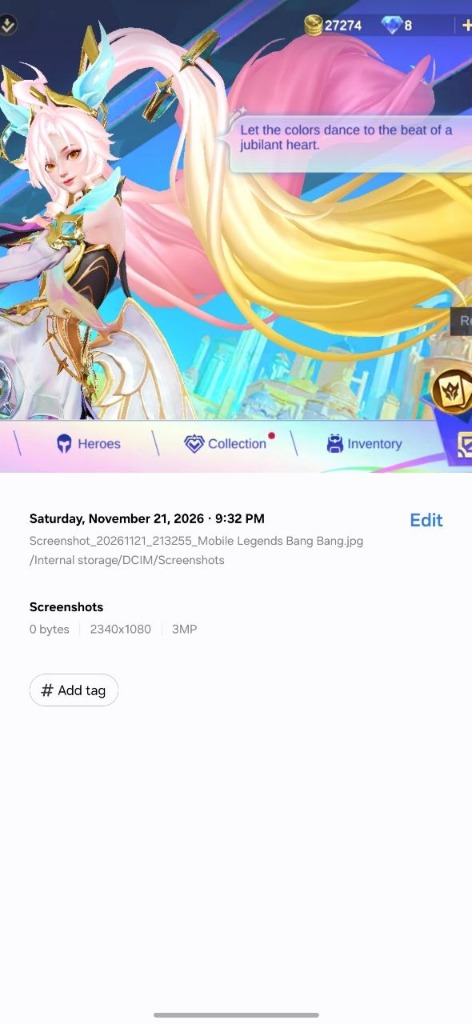 27274
8
Let the colors dance to the beat of a
jubilant heart.
Heroes
Collection
Inventory
Saturday, November 21, 2026 · 9:32 PM
Edit
Screenshot_20261121_213255_Mobile Legends Bang Bang.jpg
/Internal storage/DCIM/Screenshots
Screenshots
0 bytes 2340x1080 3MP
# Add tag